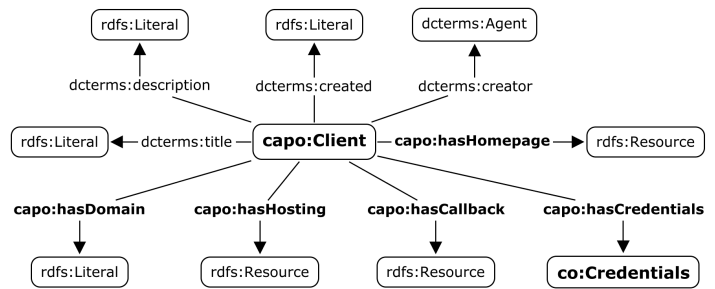 rdfs:Literal
rdfs:Literal
dcterms:Agent
dcterms:description
dcterms:created
dcterms:creator
rdfs:Literal
dcterms:title
capo:Client
capo:hasHomepage
rdfs:Resource
capo:hasDomain
capo:hasHosting
capo:hasCallback
capo:hasCredentials
rdfs:Literal
rdfs:Resource
rdfs:Resource
co:Credentials